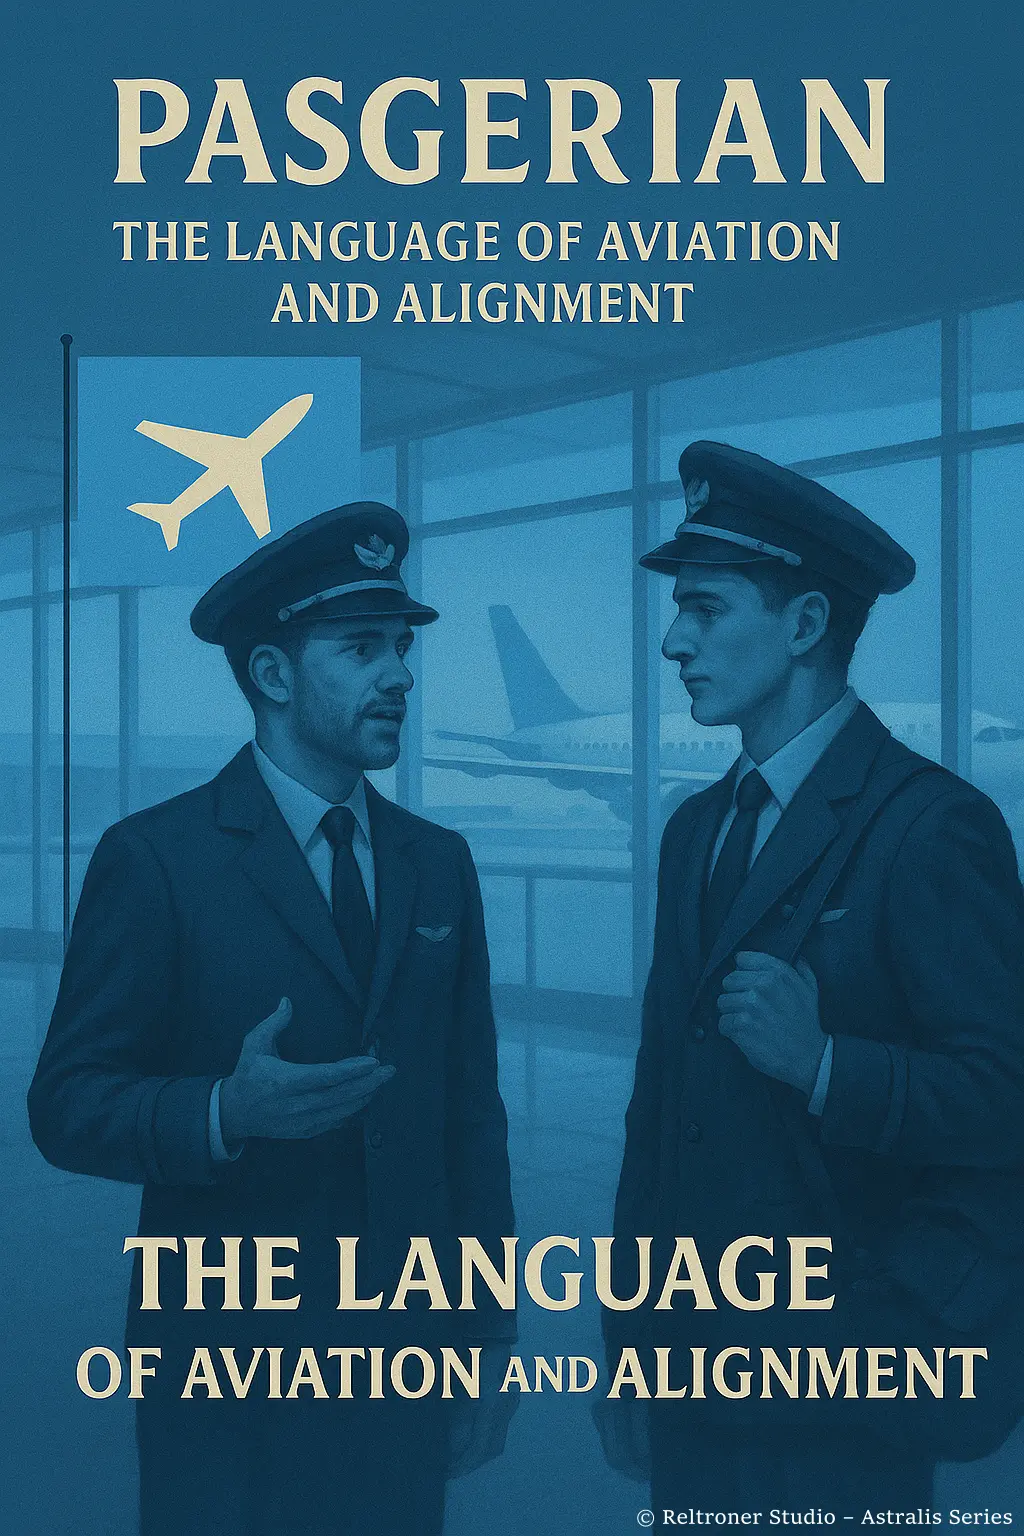 PASGERIAN
THE LANGUAGE OF AVIATION
AND ALIGNMENT
THE LANGUAGE
OF AVIATION AND ALIGNMENT
© Reltroner Studio – Astralis Series